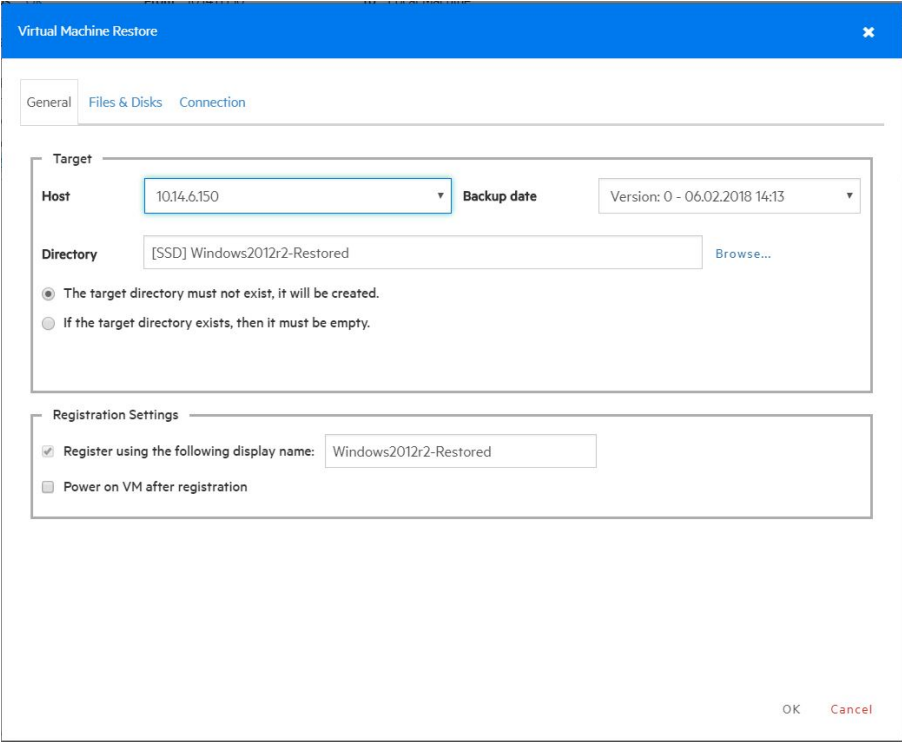 Virtual Machine Restore
General Files & Disks Connection
Target
Host 10.14.6.150 Backup date Version: 0 - 06.02.2018 14:13
Directory [SSD] Windows2012r2-Restored Browse...
The target directory must not exist, it will be created.
If the target directory exists, then it must be empty.
Registration Settings
Register using the following display name: Windows2012r2-Restored
Power on VM after registration
OK Cancel